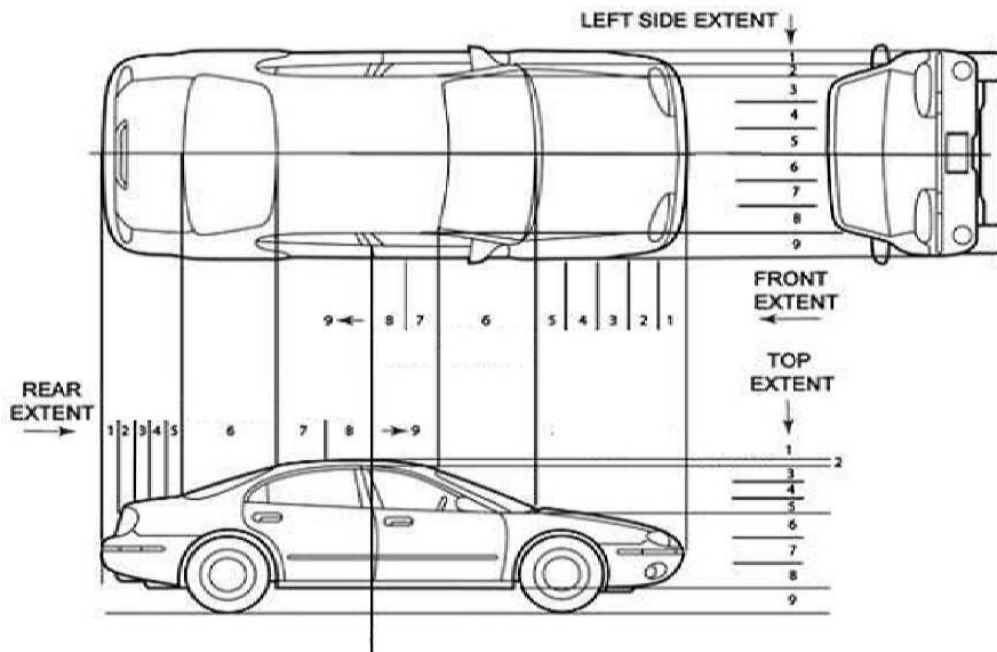 LEFT SIDE EXTENT
1
2
3
4
5
6
7
8
9
FRONT
EXTENT
9 8 7 6 5 4 3 2 1
TOP
EXTENT
REAR
EXTENT
1 2 3 4 5 6 7 8 9
1
2
3
4
5
6
7
8
9